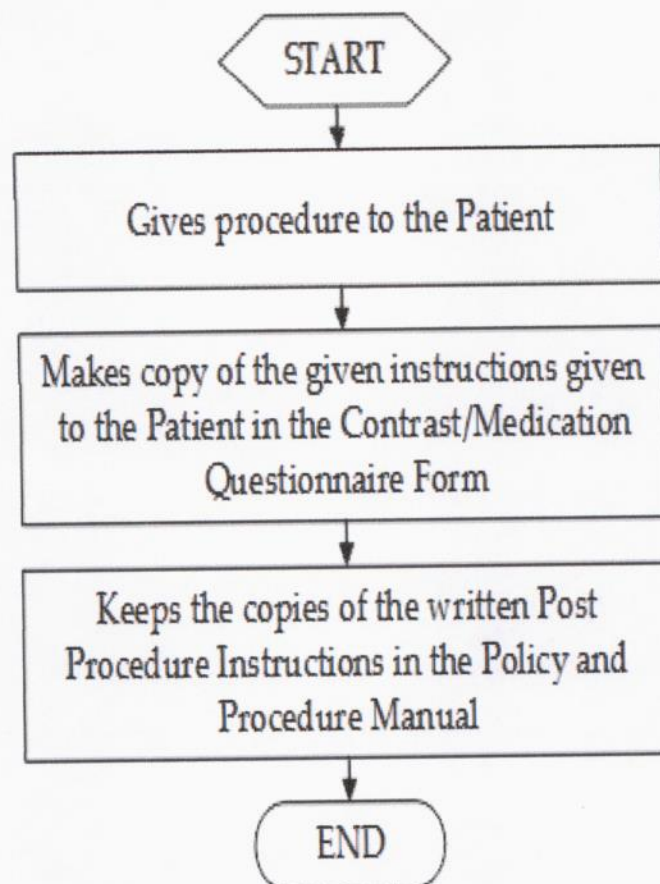 START
Gives procedure to the Patient
Makes copy of the given instructions given
to the Patient in the Contrast/Medication
Questionnaire Form
Keeps the copies of the written Post
Procedure Instructions in the Policy and
Procedure Manual
END